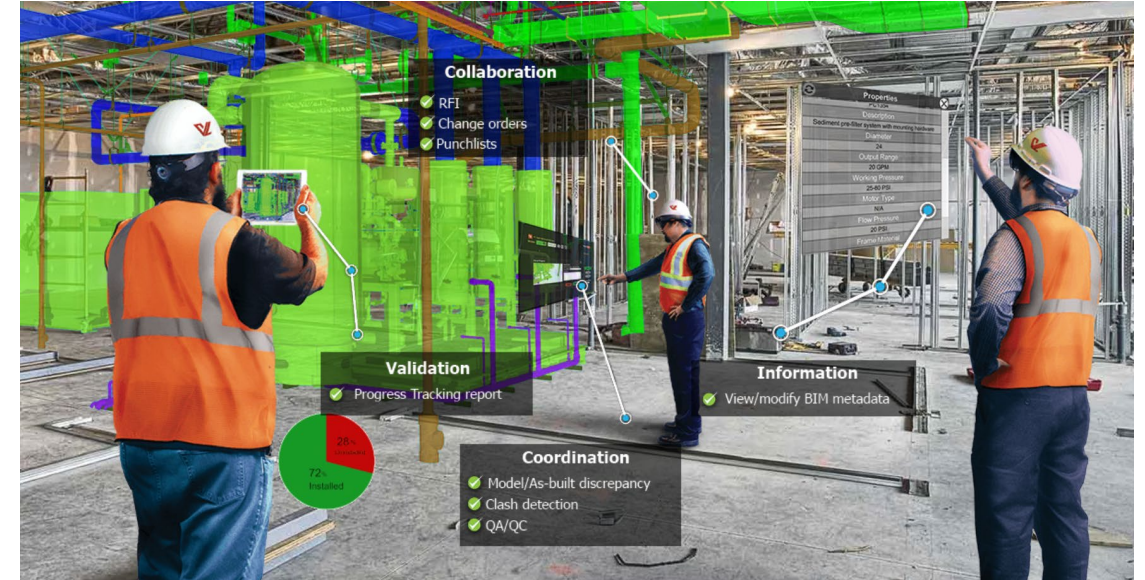 Collaboration
RFI
Change orders
Punchlists
Properties
Description
Sediment pre-filter system with mounting hardware
Diameter
24
Output Range
20 GPM
Working Pressure
25-60 PSI
Motor Type
N/A
Flow Pressure
20 PSI
Frame Material
Validation
Progress Tracking report
28%
72%
Installed
Information
View/modify BIM metadata
Coordination
Model/As-built discrepancy
Clash detection
QA/QC